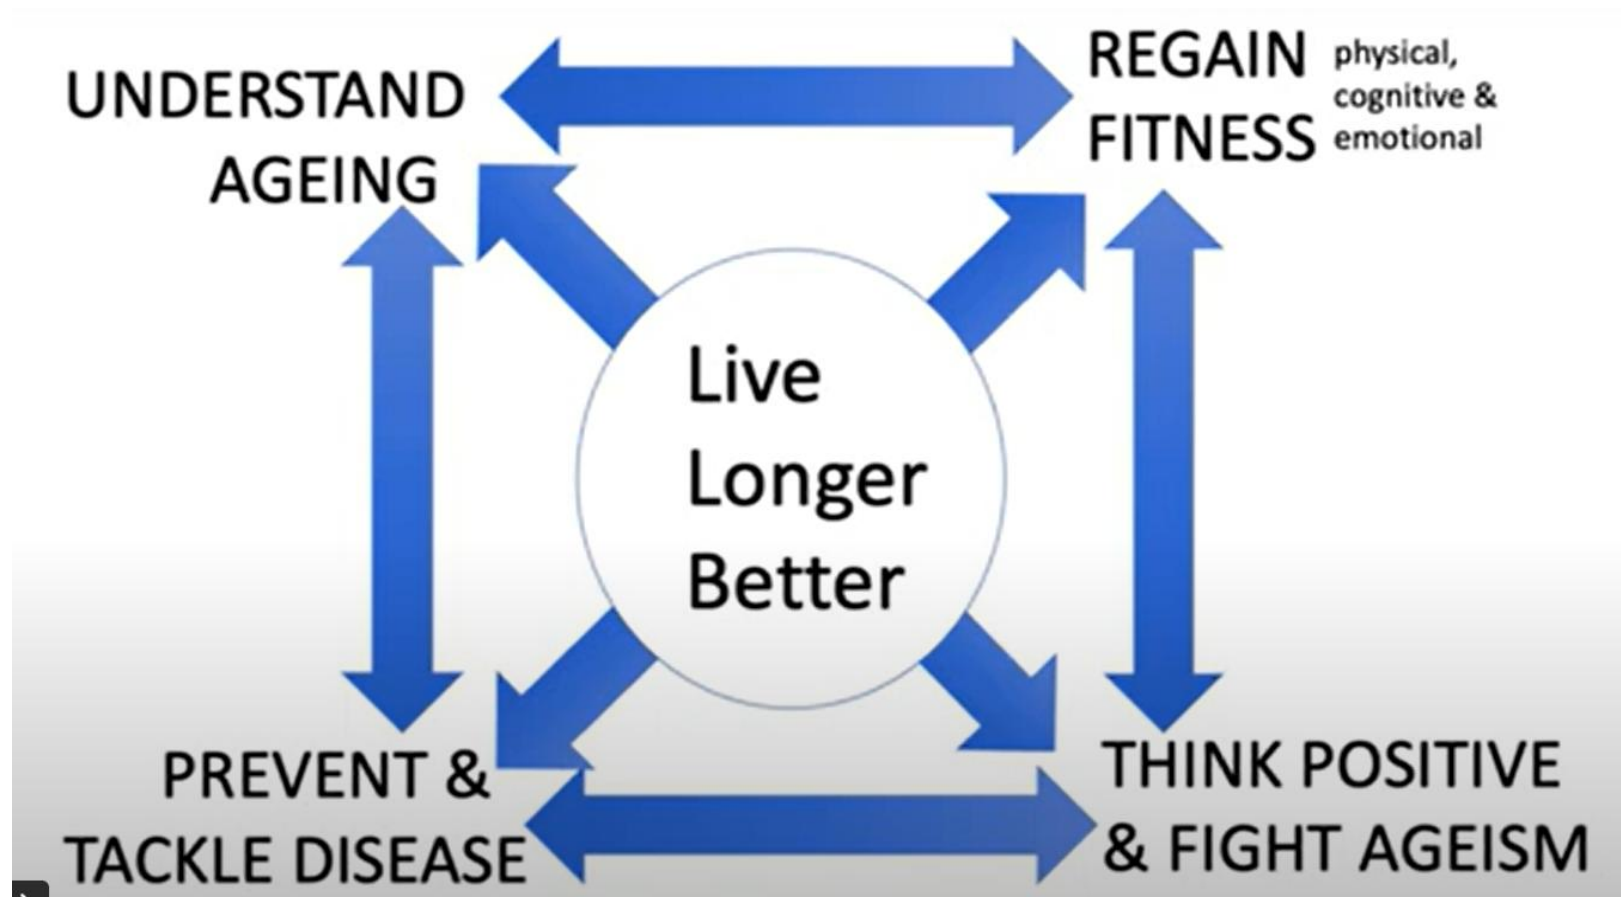 UNDERSTAND
AGEING
REGAIN
FITNESS
physical,
cognitive &
emotional
Live
Longer
Better
PREVENT &
TACKLE DISEASE
THINK POSITIVE
& FIGHT AGEISM